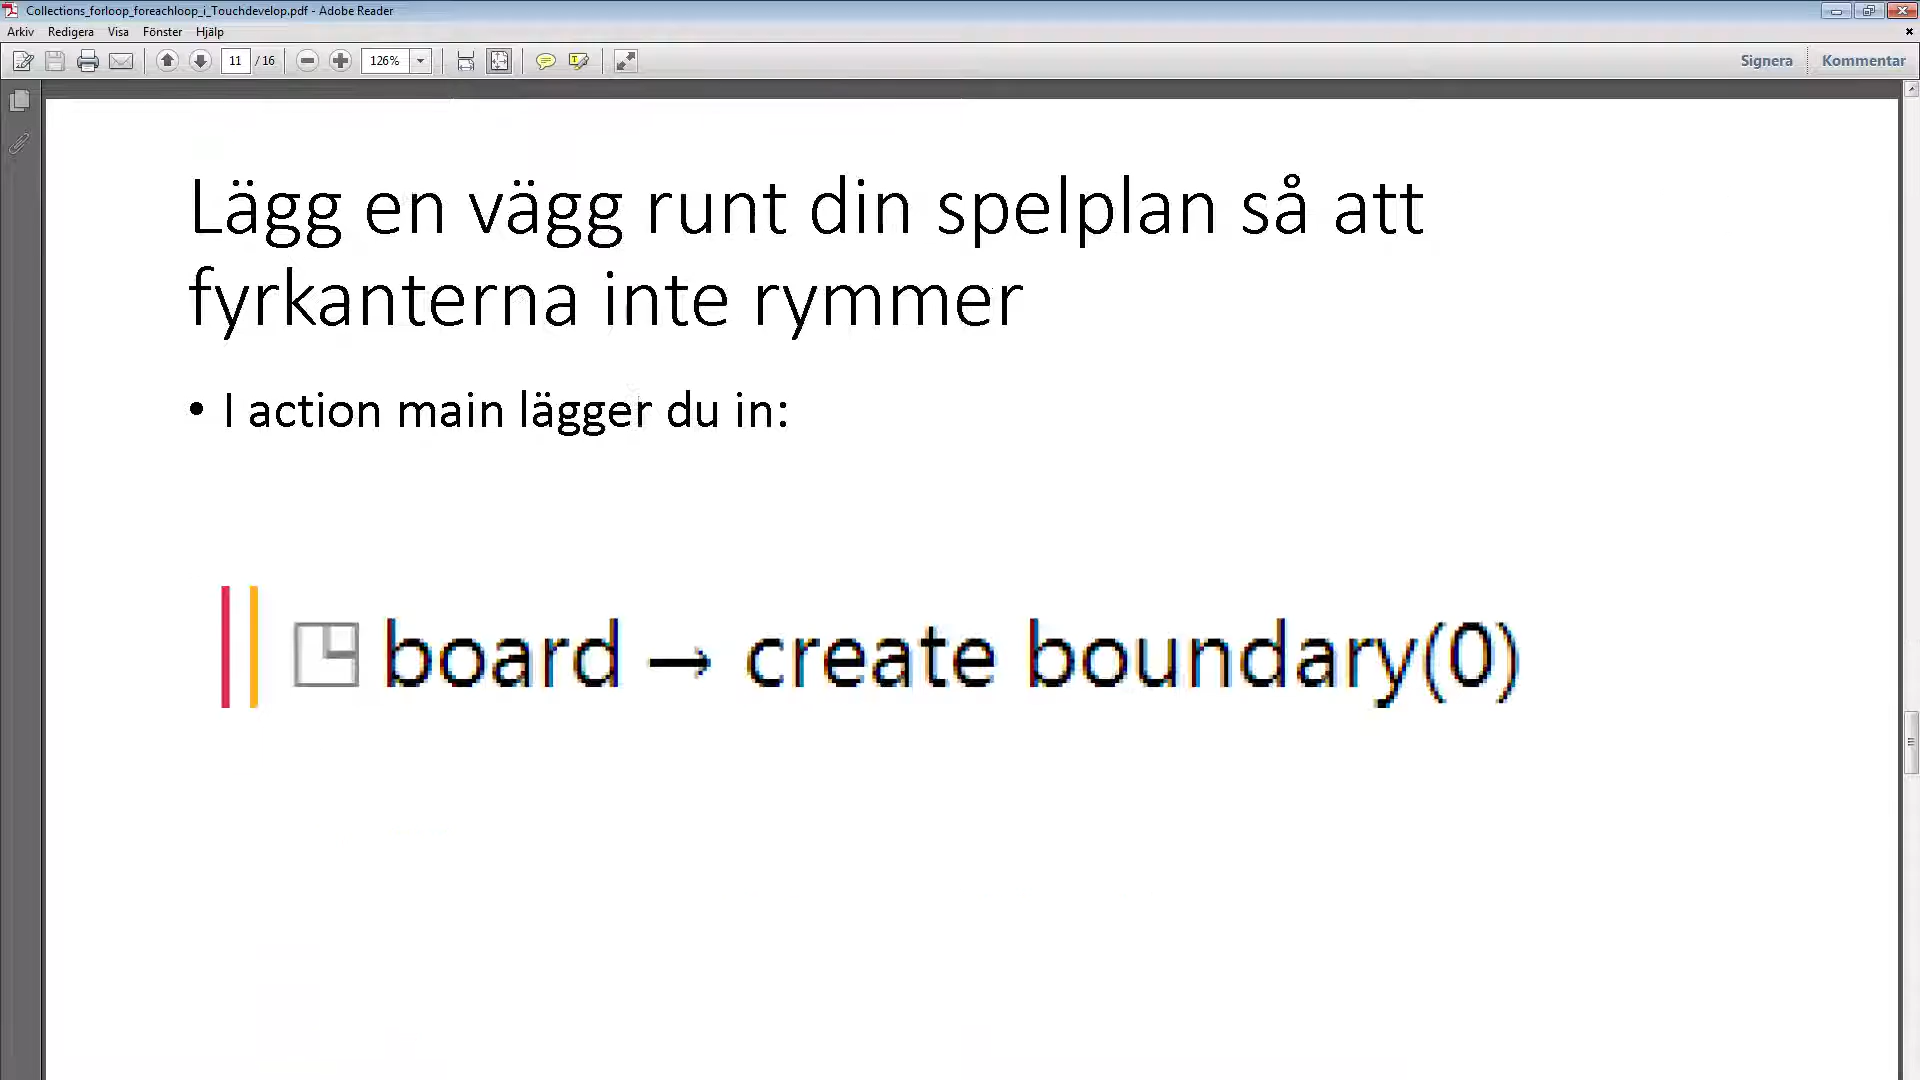 Collections_forloop_foreachloop_i_Touchdevelop.pdf - Adobe Reader
Arkiv Redigera Visa Fönster Hjälp
11 / 16 126% Signera Kommentar
Lägg en vägg runt din spelplan så att
fyrkanterna inte rymmer
• I action main lägger du in:
board → create boundary(0)